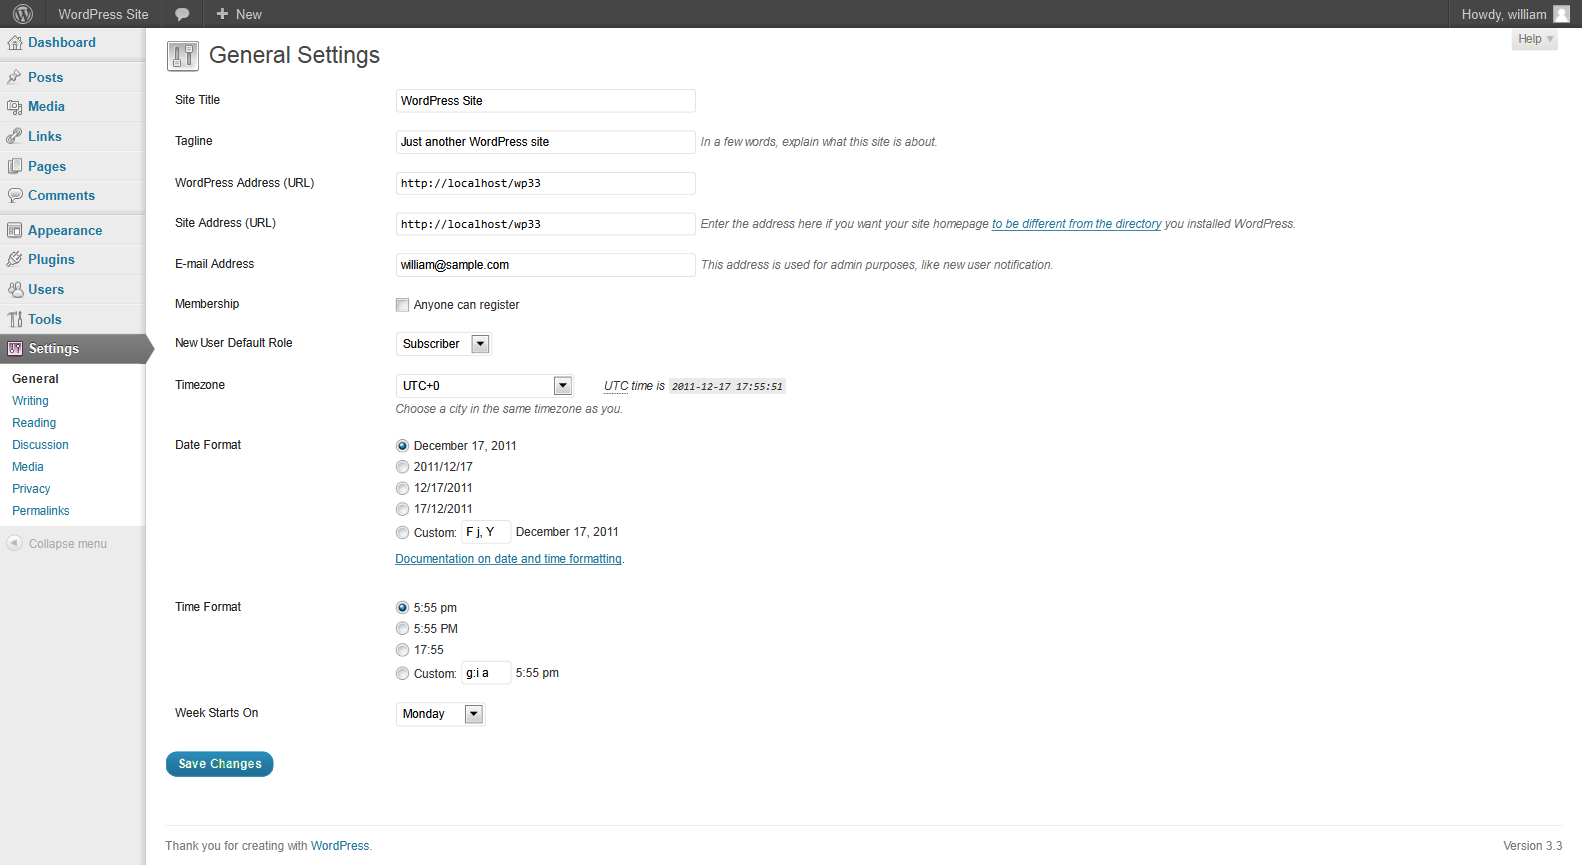 WordPress Site
New
Howdy, william
Help
Dashboard
Posts
Media
Links
Pages
Comments
Appearance
Plugins
Users
Tools
Settings
General
Writing
Reading
Discussion
Media
Privacy
Permalinks
Collapse menu
General Settings
Site Title WordPress Site
Tagline Just another WordPress site In a few words, explain what this site is about.
WordPress Address (URL) http://localhost/wp33
Site Address (URL) http://localhost/wp33 Enter the address here if you want your site homepage to be different from the directory you installed WordPress.
E-mail Address william@sample.com This address is used for admin purposes, like new user notification.
Membership Anyone can register
New User Default Role Subscriber
Timezone UTC+0 UTC time is 2011-12-17 17:55:51
Choose a city in the same timezone as you.
Date Format December 17, 2011
2011/12/17
12/17/2011
17/12/2011
Custom: F j, Y December 17, 2011
Documentation on date and time formatting.
Time Format 5:55 pm
5:55 PM
17:55
Custom: g:i a 5:55 pm
Week Starts On Monday
Save Changes
Thank you for creating with WordPress.
Version 3.3